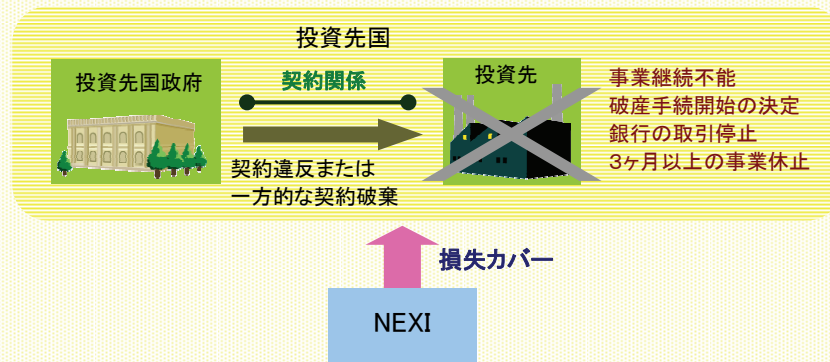 投資先国
投資先国政府
契約関係
投資先
契約違反または
一方的な契約破棄
事業継続不能
破産手続開始の決定
銀行の取引停止
3ヶ月以上の事業休止
損失カバー
NEXI